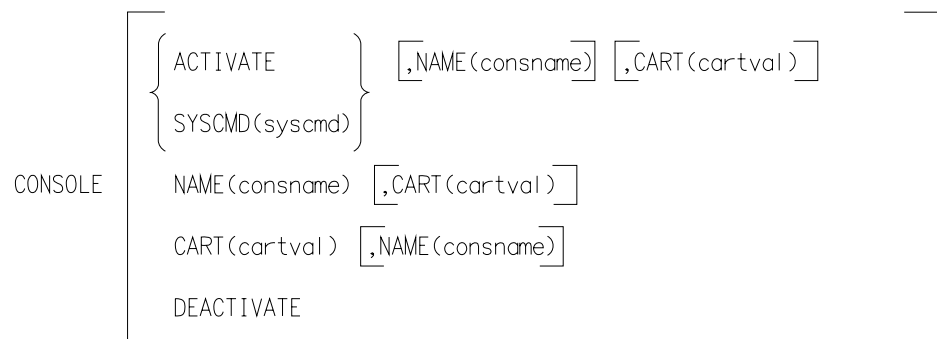 ACTIVATE ,NAME(consname) ,CART(cartval)
SYSCMD(syscmd)
CONSOLE NAME(consname) ,CART(cartval)
CART(cartval) ,NAME(consname)
DEACTIVATE